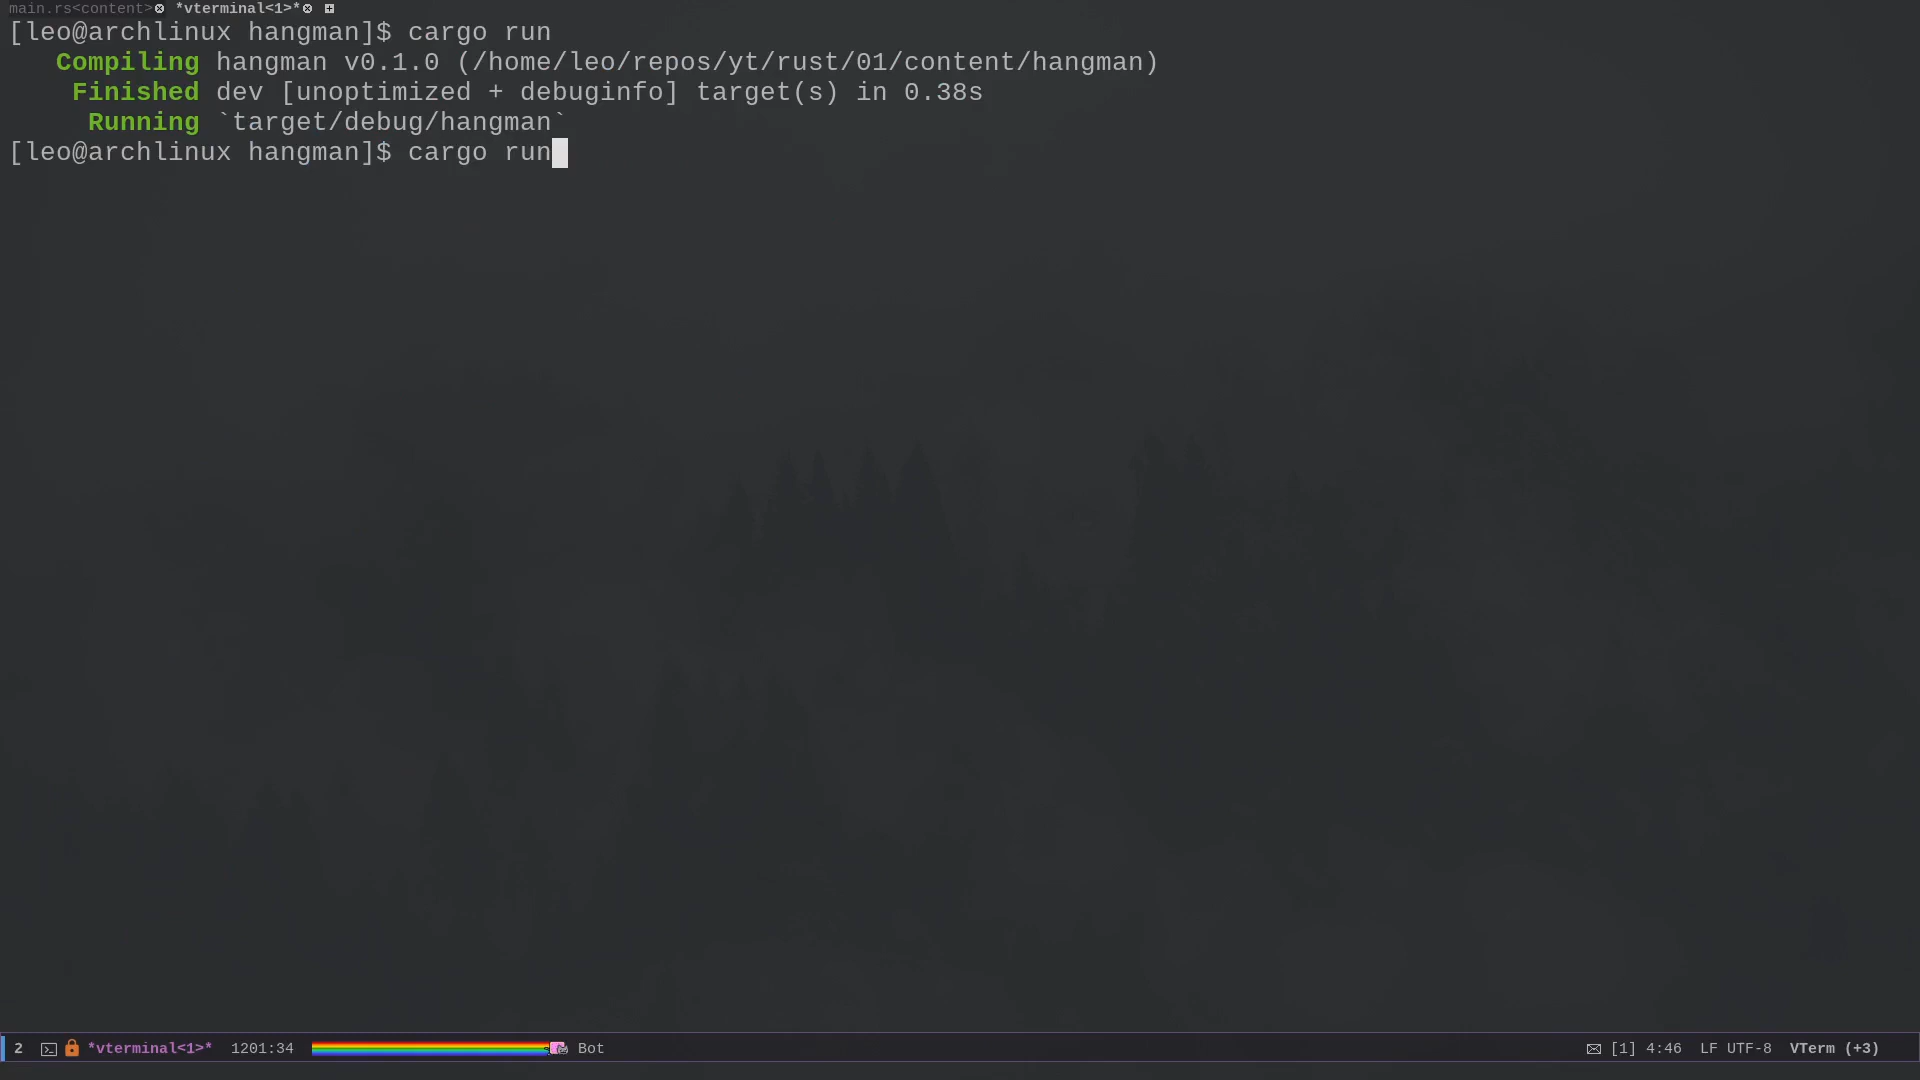 main.rs<content> *vterminal<1>*
[leo@archlinux hangman]$ cargo run
Compiling hangman v0.1.0 (/home/leo/repos/yt/rust/01/content/hangman)
Finished dev [unoptimized + debuginfo] target(s) in 0.38s
Running `target/debug/hangman`
[leo@archlinux hangman]$ cargo run
2 *vterminal<1>* 1201:34 Bot [1] 4:46 LF UTF-8 VTerm (+3)